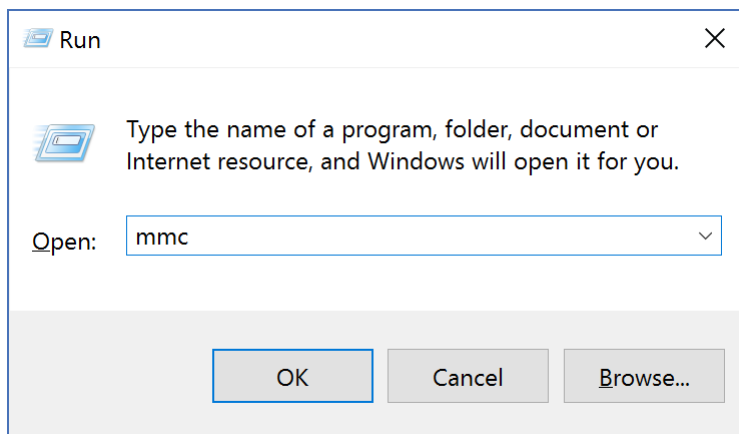 Run
Type the name of a program, folder, document or
Internet resource, and Windows will open it for you.
Open: mmc
OK Cancel Browse...